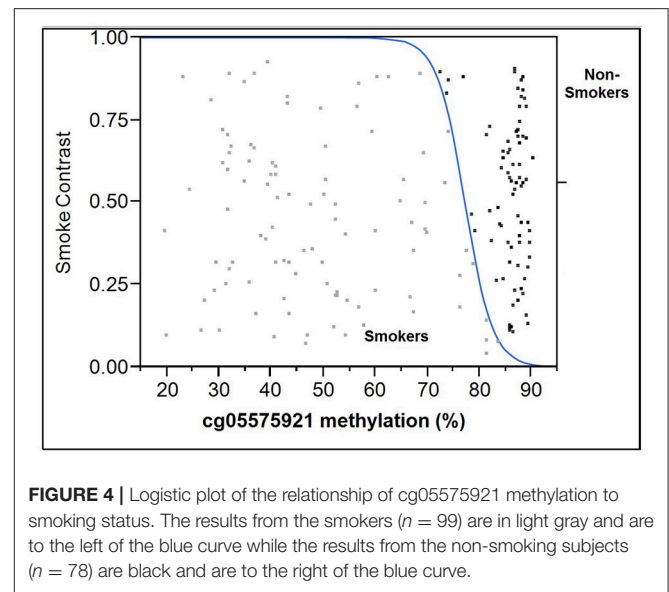 1.00
0.75
0.50
0.25
0.00
Smoke Contrast
Non-
Smokers
Smokers
20 30 40 50 60 70 80 90
cg05575921 methylation (%)
FIGURE 4 | Logistic plot of the relationship of cg05575921 methylation to
smoking status. The results from the smokers (n = 99) are in light gray and are
to the left of the blue curve while the results from the non-smoking subjects
(n = 78) are black and are to the right of the blue curve.